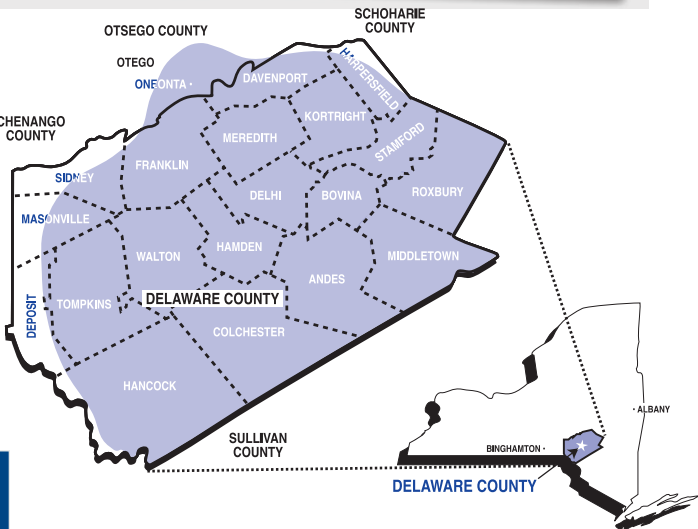 SCHOHARIE
COUNTY
OTSEGO COUNTY
OTEGO
ONEONTA
DAVENPORT
HARPERSFIELD
KORTRIGHT
CHENANGO
COUNTY
MEREDITH
STAMFORD
FRANKLIN
SIDNEY
DELHI
BOVINA
ROXBURY
MASONVILLE
HAMDEN
WALTON
MIDDLETOWN
ANDES
DEPOSIT
TOMPKINS
DELAWARE COUNTY
COLCHESTER
HANCOCK
SULLIVAN
COUNTY
ALBANY
BINGHAMTON
DELAWARE COUNTY